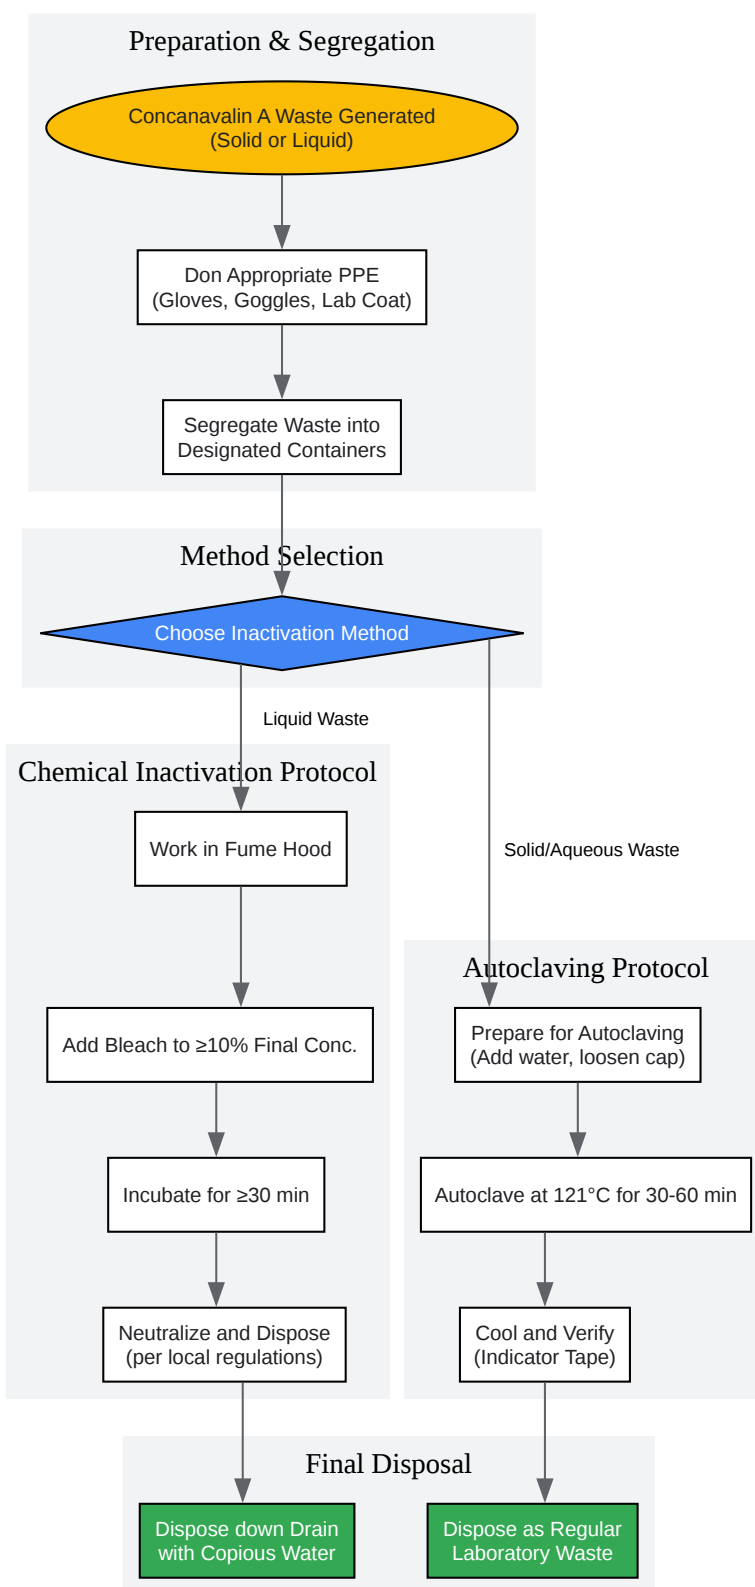 Preparation & Segregation
Concanavalin A Waste Generated
(Solid or Liquid)
Don Appropriate PPE
(Gloves, Goggles, Lab Coat)
Segregate Waste into
Designated Containers
Method Selection
Choose Inactivation Method
Liquid Waste
Chemical Inactivation Protocol
Work in Fume Hood
Solid/Aqueous Waste
Autoclaving Protocol
Add Bleach to ≥10% Final Conc.
Prepare for Autoclaving
(Add water, loosen cap)
Incubate for ≥30 min
Autoclave at 121°C for 30-60 min
Neutralize and Dispose
(per local regulations)
Cool and Verify
(Indicator Tape)
Final Disposal
Dispose down Drain
with Copious Water
Dispose as Regular
Laboratory Waste